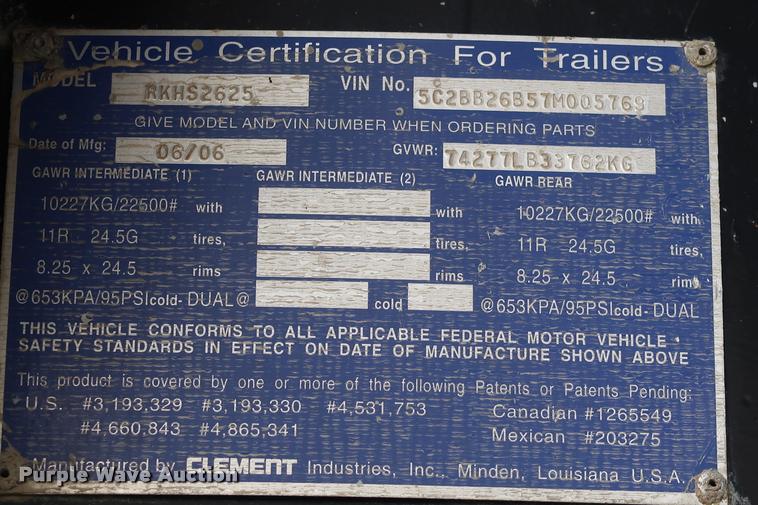 Vehicle Certification For Trailers
MODEL RKHS2625 VIN No. 5C2BB26B57M005769
GIVE MODEL AND VIN NUMBER WHEN ORDERING PARTS
Date of Mfg: 06/06 GVWR: 74277LB33762KG
GAWR INTERMEDIATE (1) GAWR INTERMEDIATE (2) GAWR REAR
10227KG/22500# with with 10227KG/22500# with
11R 24.5G tires, tires, 11R 24.5G tires,
8.25 x 24.5 rims rims 8.25 x 24.5 rims
@653KPA/95PSIcold- DUAL@ cold @653KPA/95PSIcold- DUAL
THIS VEHICLE CONFORMS TO ALL APPLICABLE FEDERAL MOTOR VEHICLE
SAFETY STANDARDS IN EFFECT ON DATE OF MANUFACTURE SHOWN ABOVE
This product is covered by one or more of the following Patents or Patents Pending:
U.S. #3,193,329 #3,193,330 #4,531,753 Canadian #1265549
#4,660,843 #4,865,341 Mexican #203275
Manufactured by CLEMENT Industries, Inc., Minden, Louisiana U.S.A.
Purple Wave Auction